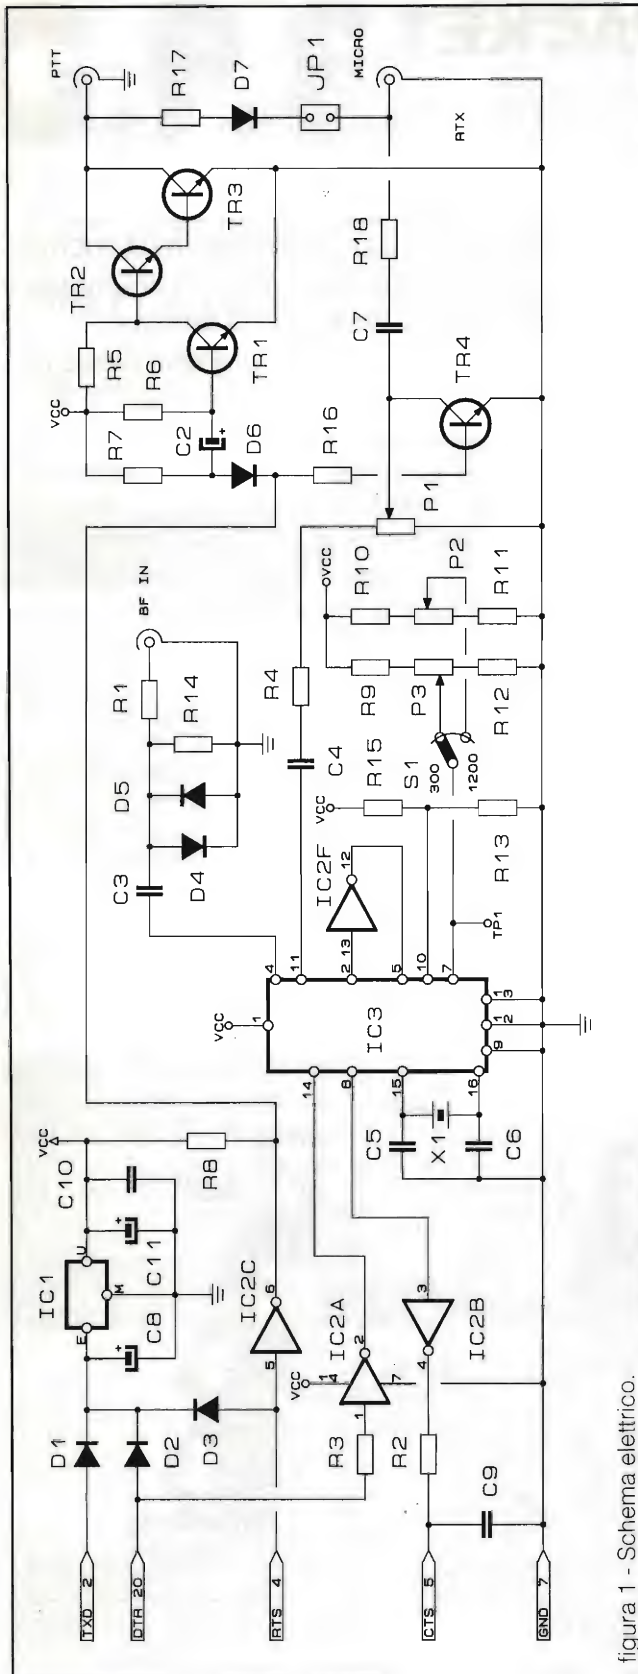 TXD 2
DTR 20
RTS 4
CTS 5
GND 7
D1
D2
D3
IC1
E
U
M
C8
C11
C10
+
+
VCC
R8
IC2C
5
6
IC2A
VCC
14
1
2
7
R3
R2
IC2B
3
4
C9
C5
X1
C6
IC3
VCC
1
14
8
15
16
9
12
13
4
11
2
5
10
7
IC2F
13
12
C3
D4
D5
R14
R1
BF IN
C4
R4
VCC
R15
R13
TP1
S1
300
1200
R9
P3
R12
VCC
R10
P2
R11
P1
VCC
R7
R6
R5
C2
+
D6
R16
TR1
TR2
TR3
TR4
C7
R18
PTT
R17
D7
JP1
MICRO
RTX
figura 1 - Schema elettrico.